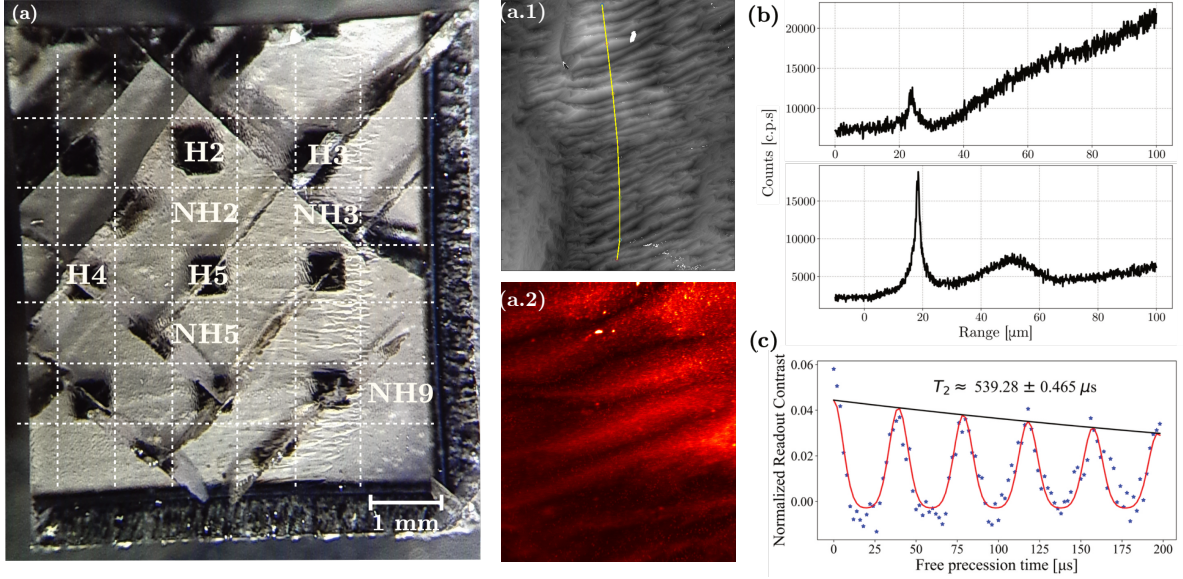 (a)
H2
H3
NH2
NH3
H4
H5
NH5
NH9
1 mm
(a.1)
(a.2)
(b)
Counts [c.p.s]
20000
15000
10000
0 20 40 60 80 100
15000
10000
5000
0 20 40 60 80 100
Range [μm]
(c)
Normalized Readout Contrast
0.06
0.04
0.02
0.00
T₂ ≈ 539.28 ± 0.465 μs
0 25 50 75 100 125 150 175 200
Free precession time [μs]